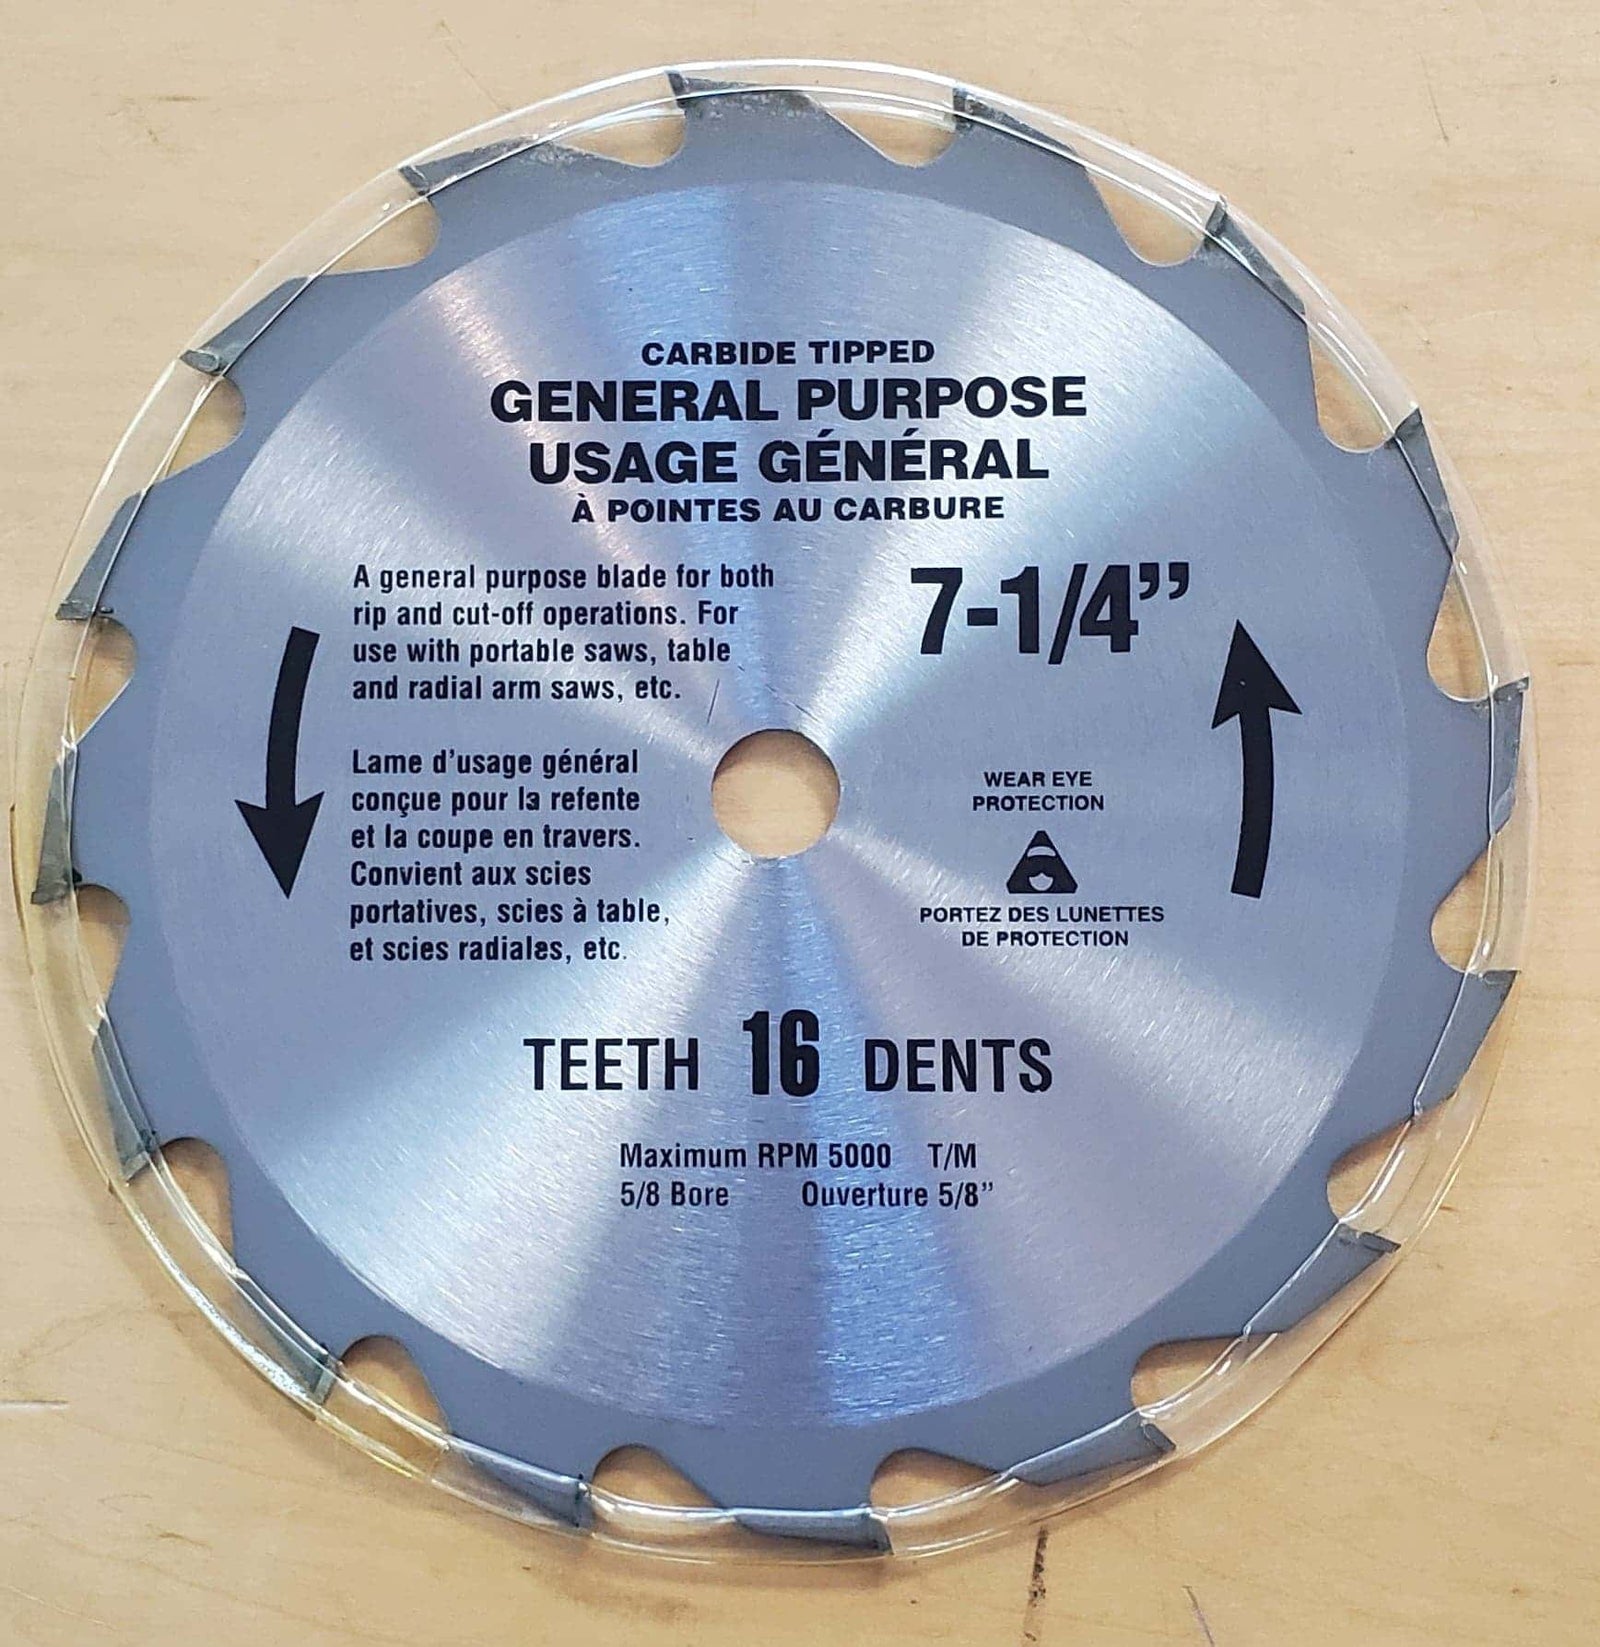 CARBIDE TIPPED
GENERAL PURPOSE
USAGE GÉNÉRAL
À POINTES AU CARBURE
A general purpose blade for both
rip and cut-off operations. For
use with portable saws, table
and radial arm saws, etc.
Lame d'usage général
conçue pour la refente
et la coupe en travers.
Convient aux scies
portatives, scies à table,
et scies radiales, etc.
7-1/4”
WEAR EYE
PROTECTION
PORTEZ DES LUNETTES
DE PROTECTION
TEETH 16 DENTS
Maximum RPM 5000 T/M
5/8 Bore Ouverture 5/8”